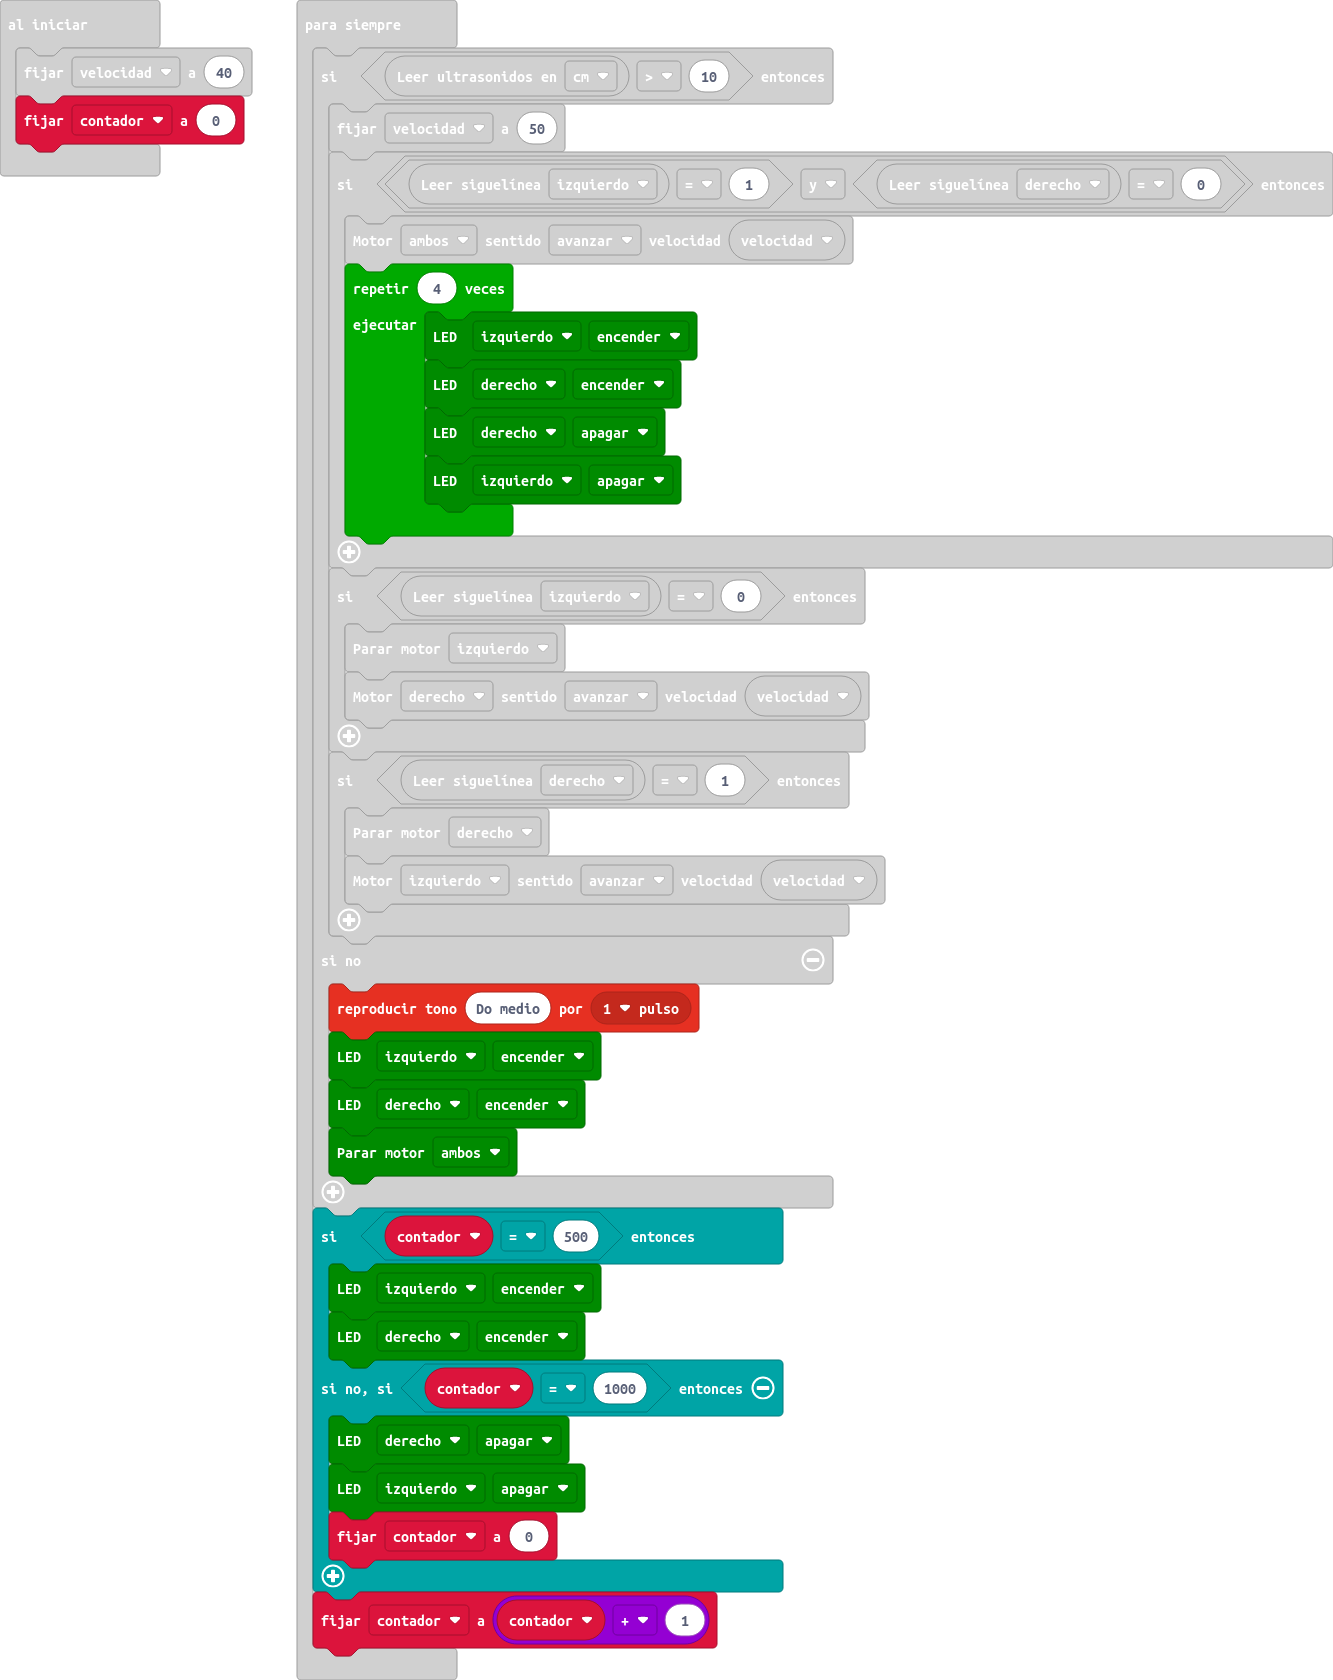 al iniciar
fijar velocidad a 40
fijar contador a 0
para siempre
si Leer ultrasonidos en cm > 10 entonces
fijar velocidad a 50
si Leer siguelínea izquierdo = 1 y Leer siguelínea derecho = 0 entonces
Motor ambos sentido avanzar velocidad velocidad
repetir 4 veces
ejecutar
LED izquierdo encender
LED derecho encender
LED derecho apagar
LED izquierdo apagar
si Leer siguelínea izquierdo = 0 entonces
Parar motor izquierdo
Motor derecho sentido avanzar velocidad velocidad
si Leer siguelínea derecho = 1 entonces
Parar motor derecho
Motor izquierdo sentido avanzar velocidad velocidad
si no
reproducir tono Do medio por 1 pulso
LED izquierdo encender
LED derecho encender
Parar motor ambos
si contador = 500 entonces
LED izquierdo encender
LED derecho encender
si no, si contador = 1000 entonces
LED derecho apagar
LED izquierdo apagar
fijar contador a 0
fijar contador a contador + 1